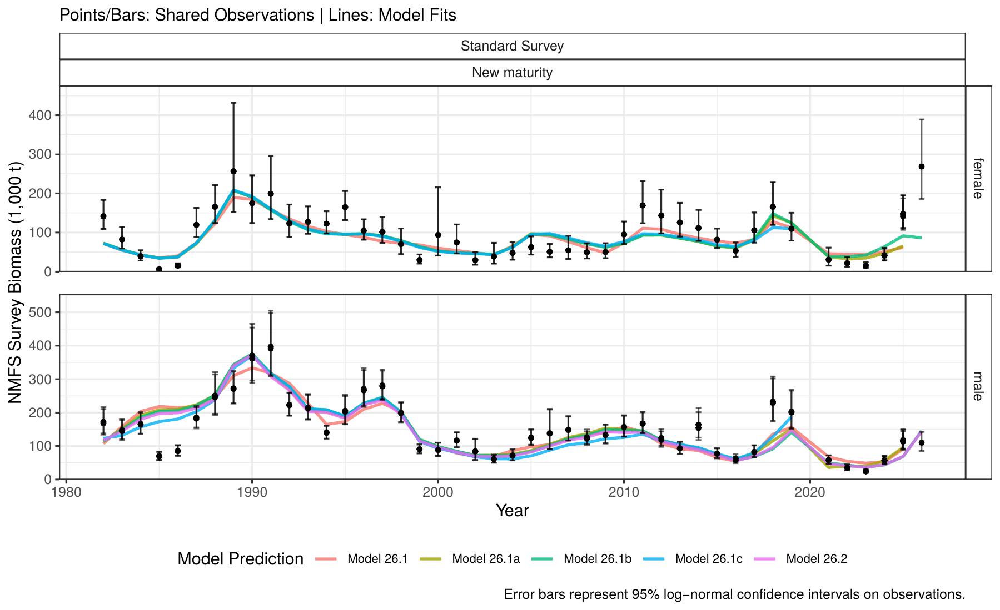 Points/Bars: Shared Observations | Lines: Model Fits
Standard Survey
New maturity
NMFS Survey Biomass (1,000 t)
400
300
200
100
0
female
500
400
300
200
100
0
male
1980 1990 2000 2010 2020
Year
Model Prediction Model 26.1 Model 26.1a Model 26.1b Model 26.1c Model 26.2
Error bars represent 95% log−normal confidence intervals on observations.